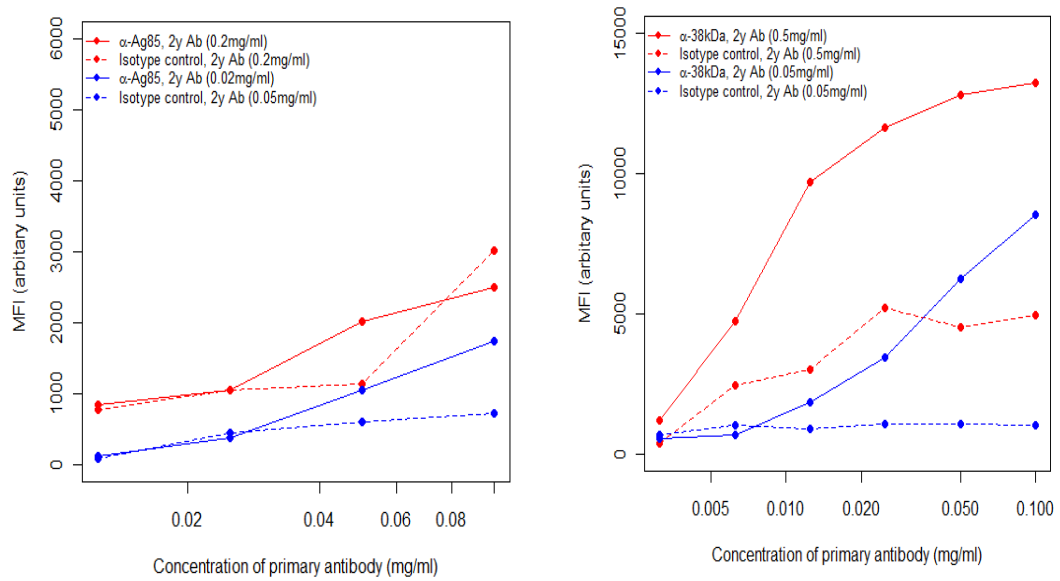 α-Ag85, 2y Ab (0.2mg/ml)
Isotype control, 2y Ab (0.2mg/ml)
α-Ag85, 2y Ab (0.02mg/ml)
Isotype control, 2y Ab (0.05mg/ml)
MFI (arbitary units)
6000
5000
4000
3000
2000
1000
0
0.02
0.04
0.06
0.08
Concentration of primary antibody (mg/ml)
α-38kDa, 2y Ab (0.5mg/ml)
Isotype control, 2y Ab (0.5mg/ml)
α-38kDa, 2y Ab (0.05mg/ml)
Isotype control, 2y Ab (0.05mg/ml)
MFI (arbitary units)
15000
10000
5000
0
0.005
0.010
0.020
0.050
0.100
Concentration of primary antibody (mg/ml)